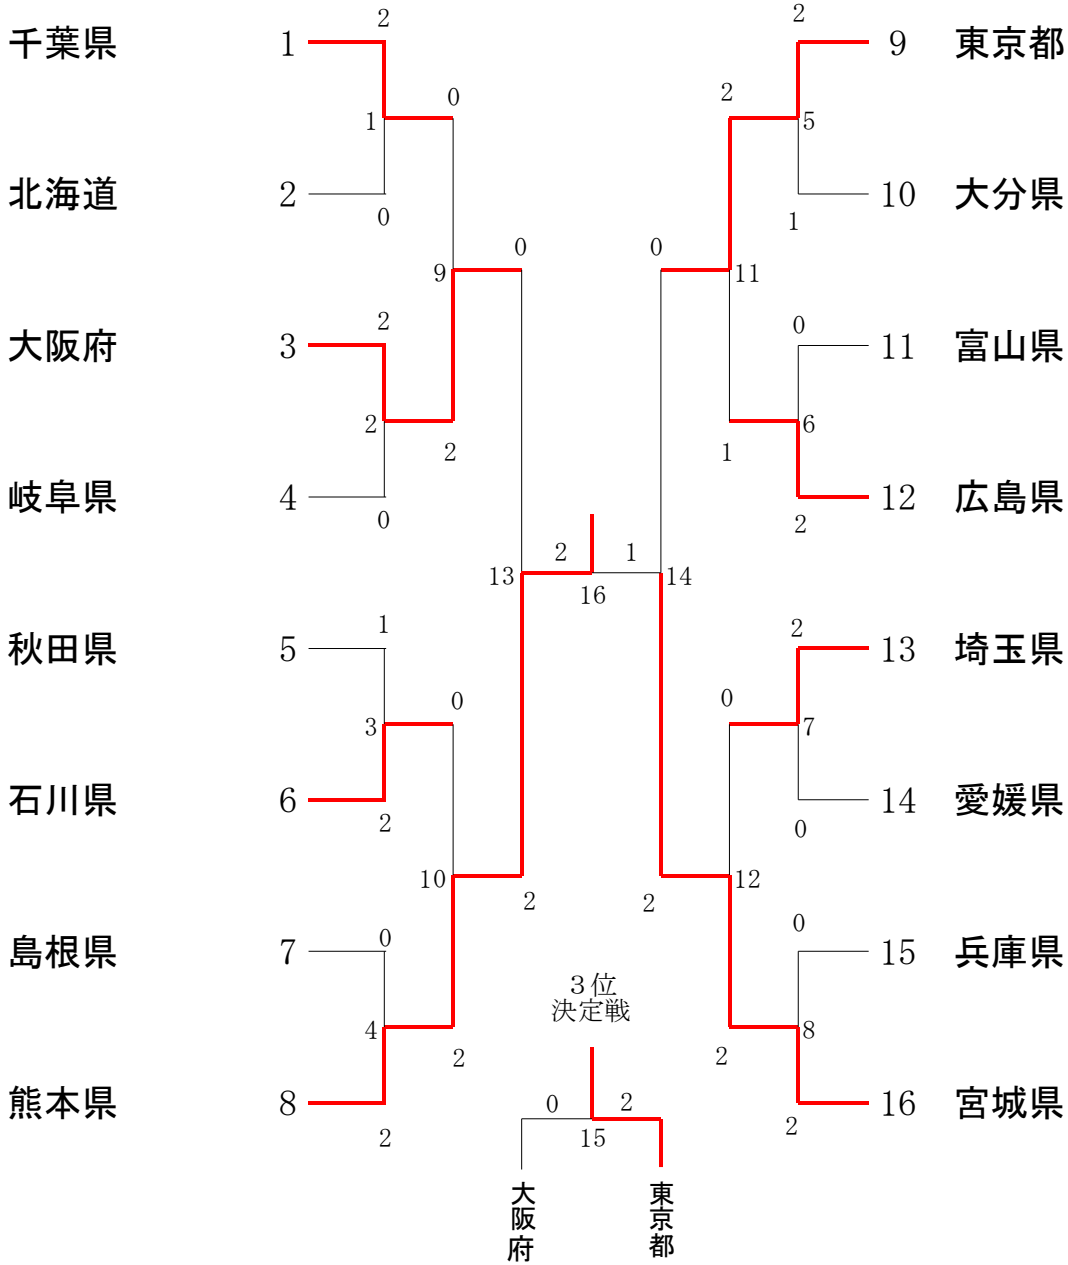 千葉県 1 2 2 9 東京都
0 2
1 5
北海道 2 0 1 10 大分県
0 0
9 11
大阪府 3 2 0 11 富山県
2 6
2 1
岐阜県 4 0 2 12 広島県
2 1
13 16 14
秋田県 5 1 2 13 埼玉県
0 0
3 7
石川県 6 2 0 14 愛媛県
10 12
2 2
島根県 7 0 0 15 兵庫県
3位
決定戦
4 8
2 2
熊本県 8 2 2 16 宮城県
0 2
15
大阪府 東京都